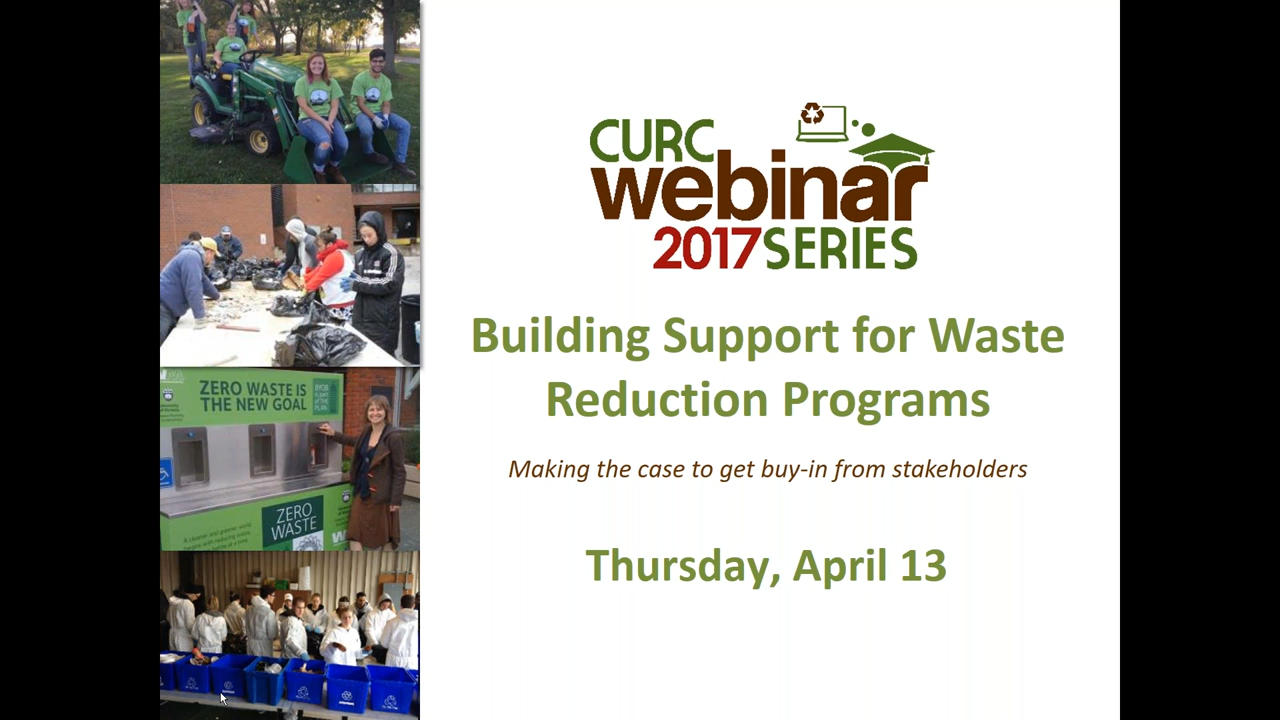 CURC
webinar
2017 SERIES
Building Support for Waste
Reduction Programs
Making the case to get buy-in from stakeholders
Thursday, April 13
ZERO WASTE IS
THE NEW GOAL
ZERO
WASTE